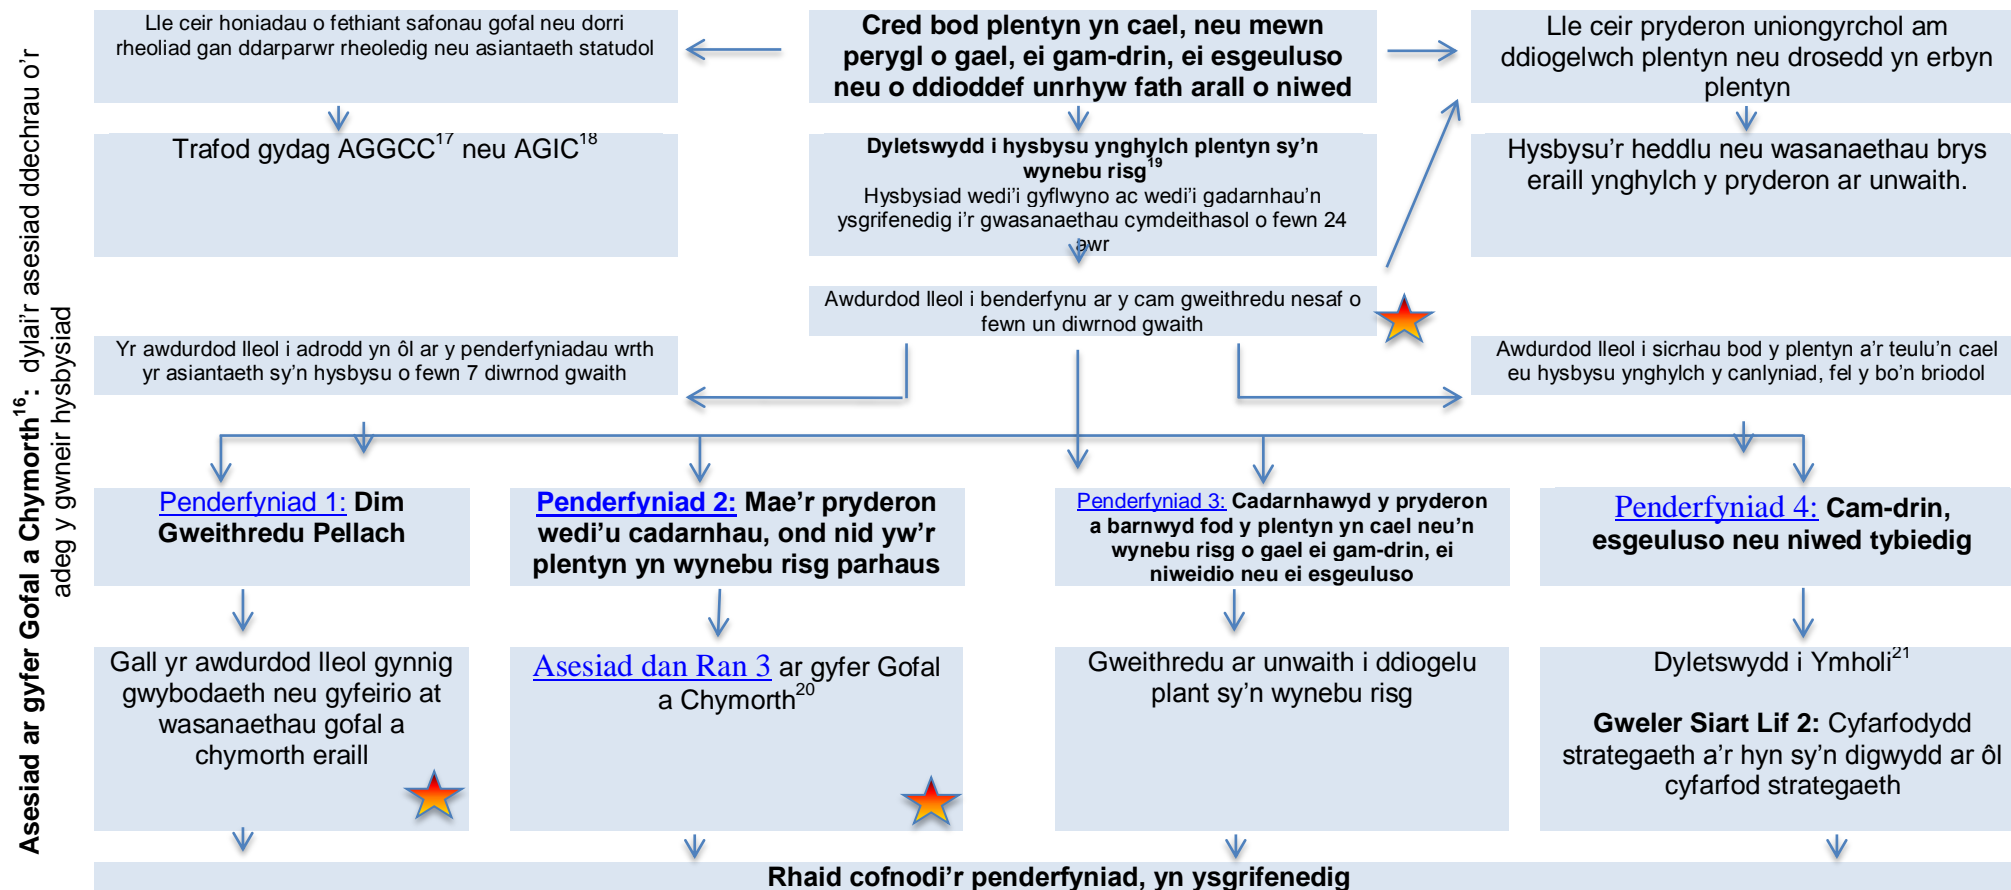 Asesiad ar gyfer Gofal a Chymorth16: dylai'r asesiad ddechrau o'r
adeg y gwneir hysbysiad
Lle ceir honiadau o fethiant safonau gofal neu dorri
rheoliad gan ddarparwr rheoledig neu asiantaeth statudol
Cred bod plentyn yn cael, neu mewn
perygl o gael, ei gam-drin, ei esgeuluso
neu o ddioddef unrhyw fath arall o niwed
Lle ceir pryderon uniongyrchol am
ddiogelwch plentyn neu drosedd yn erbyn
plentyn
Trafod gydag AGGCC17 neu AGIC18
Dyletswydd i hysbysu ynghylch plentyn sy'n
wynebu risg19
Hysbysiad wedi'i gyflwyno ac wedi'i gadarnhau'n
ysgrifenedig i'r gwasanaethau cymdeithasol o fewn 24
awr
Hysbysu'r heddlu neu wasanaethau brys
eraill ynghylch y pryderon ar unwaith.
Awdurdod lleol i benderfynu ar y cam gweithredu nesaf o
fewn un diwrnod gwaith
Yr awdurdod lleol i adrodd yn ôl ar y penderfyniadau wrth
yr asiantaeth sy'n hysbysu o fewn 7 diwrnod gwaith
Awdurdod lleol i sicrhau bod y plentyn a'r teulu'n cael
eu hysbysu ynghylch y canlyniad, fel y bo'n briodol
Penderfyniad 1: Dim
Gweithredu Pellach
Penderfyniad 2: Mae'r pryderon
wedi'u cadarnhau, ond nid yw'r
plentyn yn wynebu risg parhaus
Penderfyniad 3: Cadarnhawyd y pryderon
a barnwyd fod y plentyn yn cael neu'n
wynebu risg o gael ei gam-drin, ei
niweidio neu ei esgeuluso
Penderfyniad 4: Cam-drin,
esgeuluso neu niwed tybiedig
Gall yr awdurdod lleol gynnig
gwybodaeth neu gyfeirio at
wasanaethau gofal a
chymorth eraill
Asesiad dan Ran 3 ar gyfer Gofal
a Chymorth20
Gweithredu ar unwaith i ddiogelu
plant sy'n wynebu risg
Dyletswydd i Ymholi21
Gweler Siart Lif 2: Cyfarfodydd
strategaeth a'r hyn sy'n digwydd ar ôl
cyfarfod strategaeth
Rhaid cofnodi'r penderfyniad, yn ysgrifenedig